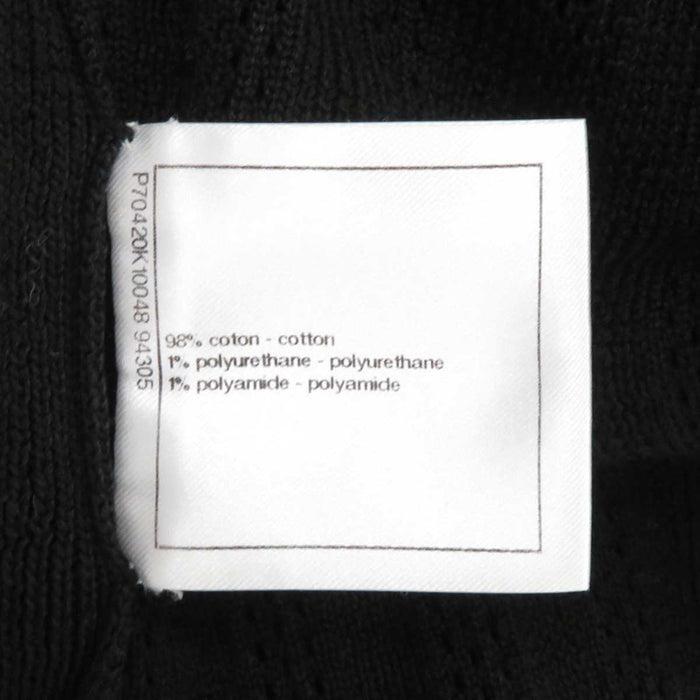 P70420K10048 94305
98% coton - cotton
1% polyurethane - polyurethane
1% polyamide - polyamide